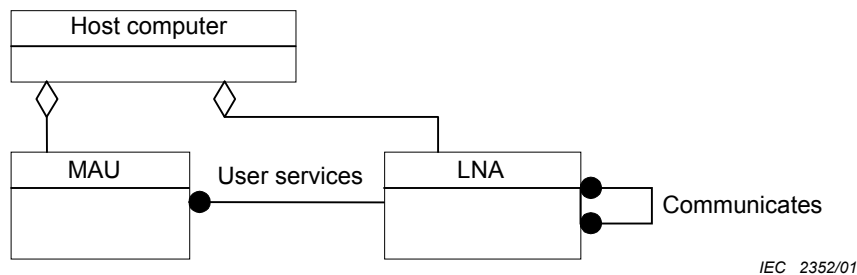 Host computer
MAU
User services
LNA
Communicates
IEC 2352/01